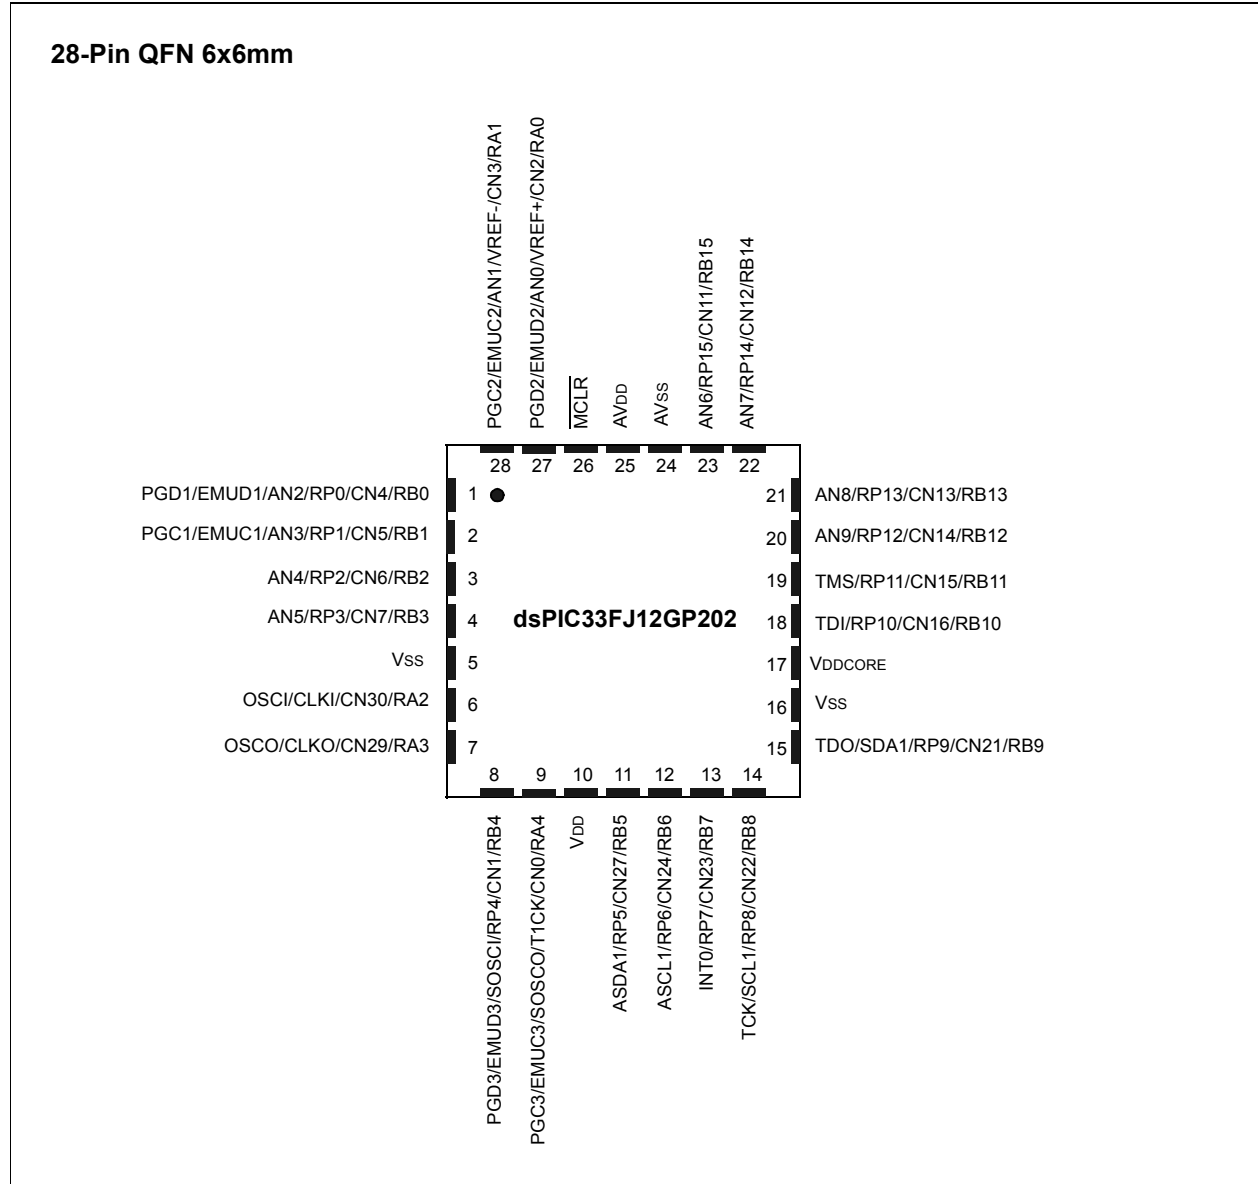 28-Pin QFN 6x6mm
PGC2/EMUC2/AN1/VREF-/CN3/RA1
PGD2/EMUD2/AN0/VREF+/CN2/RA0
MCLR
AVDD
AVSS
AN6/RP15/CN11/RB15
AN7/RP14/CN12/RB14
28 27 26 25 24 23 22
PGD1/EMUD1/AN2/RP0/CN4/RB0 1 21 AN8/RP13/CN13/RB13
PGC1/EMUC1/AN3/RP1/CN5/RB1 2 20 AN9/RP12/CN14/RB12
AN4/RP2/CN6/RB2 3 19 TMS/RP11/CN15/RB11
AN5/RP3/CN7/RB3 4 dsPIC33FJ12GP202 18 TDI/RP10/CN16/RB10
VSS 5 17 VDDCORE
OSCI/CLKI/CN30/RA2 6 16 VSS
OSCO/CLKO/CN29/RA3 7 15 TDO/SDA1/RP9/CN21/RB9
8 9 10 11 12 13 14
PGD3/EMUD3/SOSCI/RP4/CN1/RB4
PGC3/EMUC3/SOSCO/T1CK/CN0/RA4
VDD
ASDA1/RP5/CN27/RB5
ASCL1/RP6/CN24/RB6
INT0/RP7/CN23/RB7
TCK/SCL1/RP8/CN22/RB8